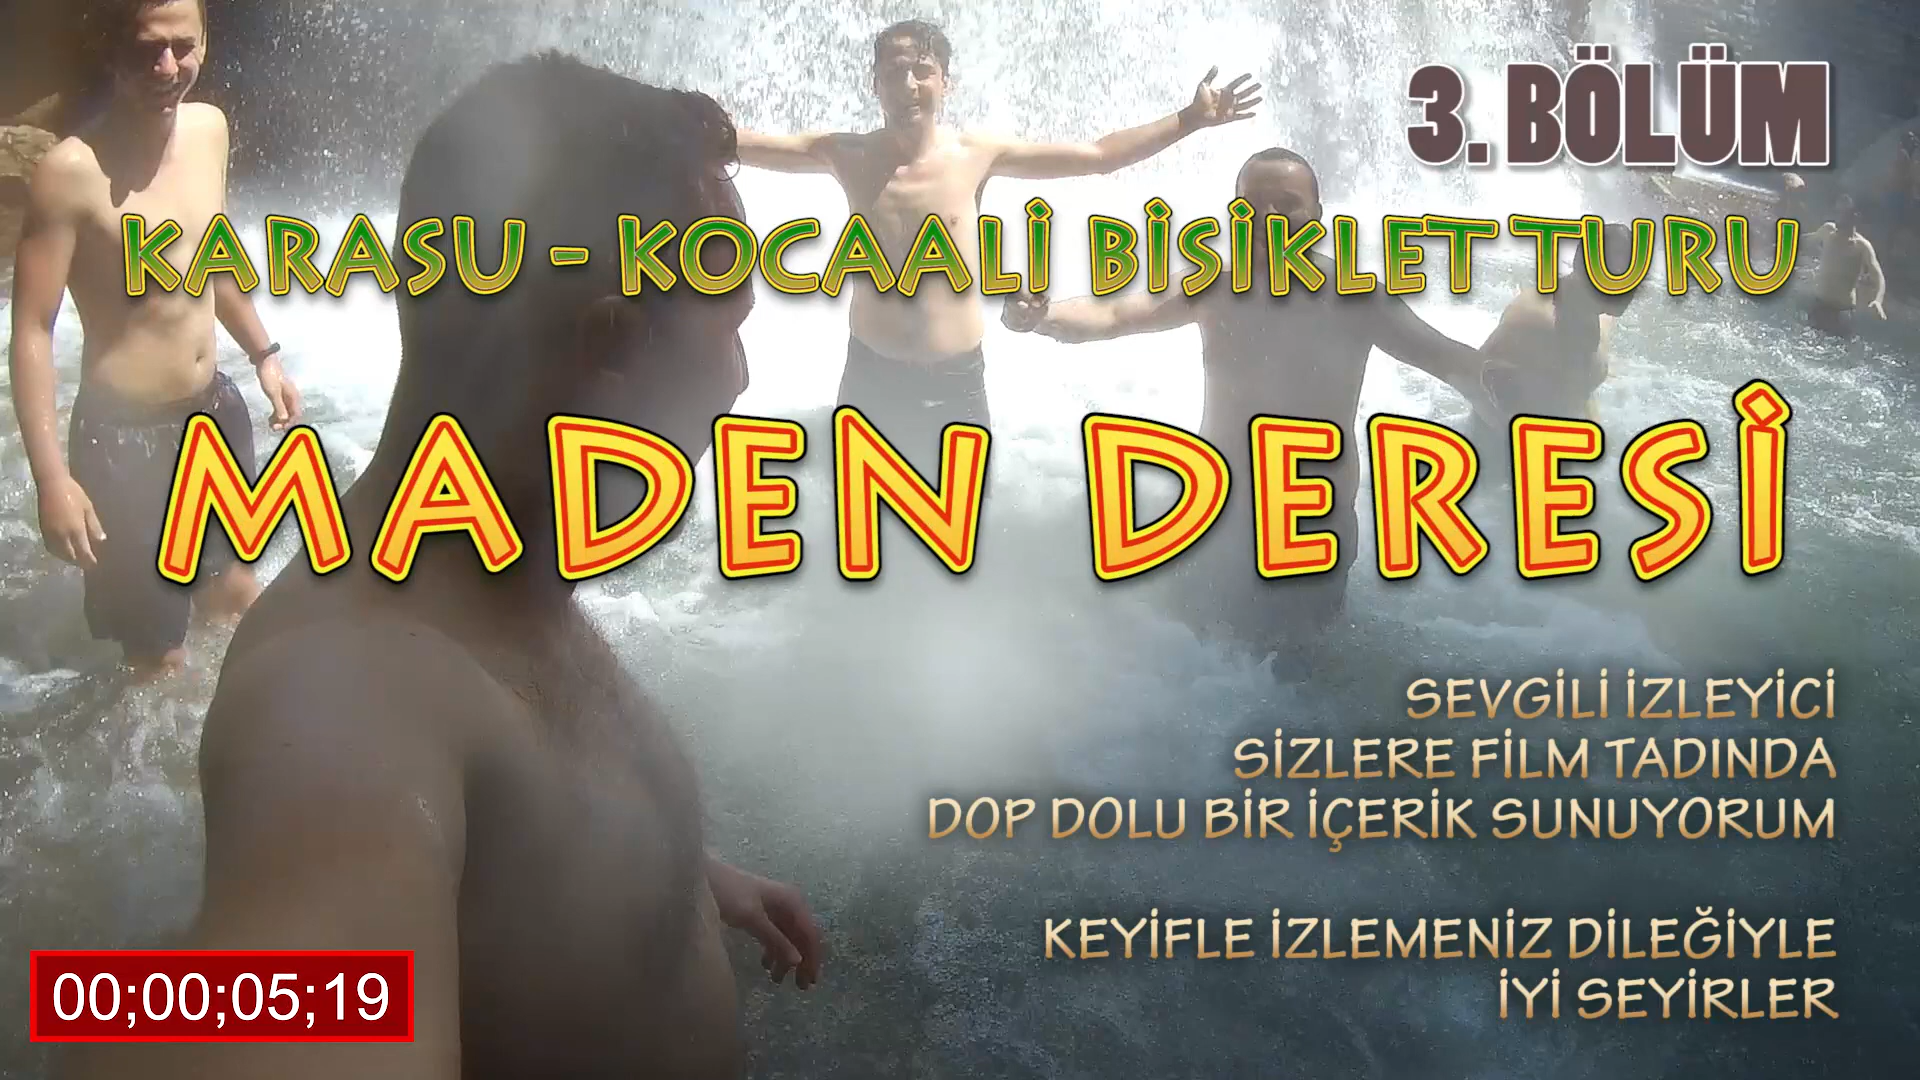 3. BÖLÜM
KARASU - KOCAALİ BİSİKLET TURU
MADEN DERESİ
SEVGİLİ İZLEYİCİ
SİZLERE FİLM TADINDA
DOP DOLU BİR İÇERİK SUNUYORUM
KEYİFLE İZLEMENİZ DİLEĞİYLE
İYİ SEYİRLER
00;00;05;19